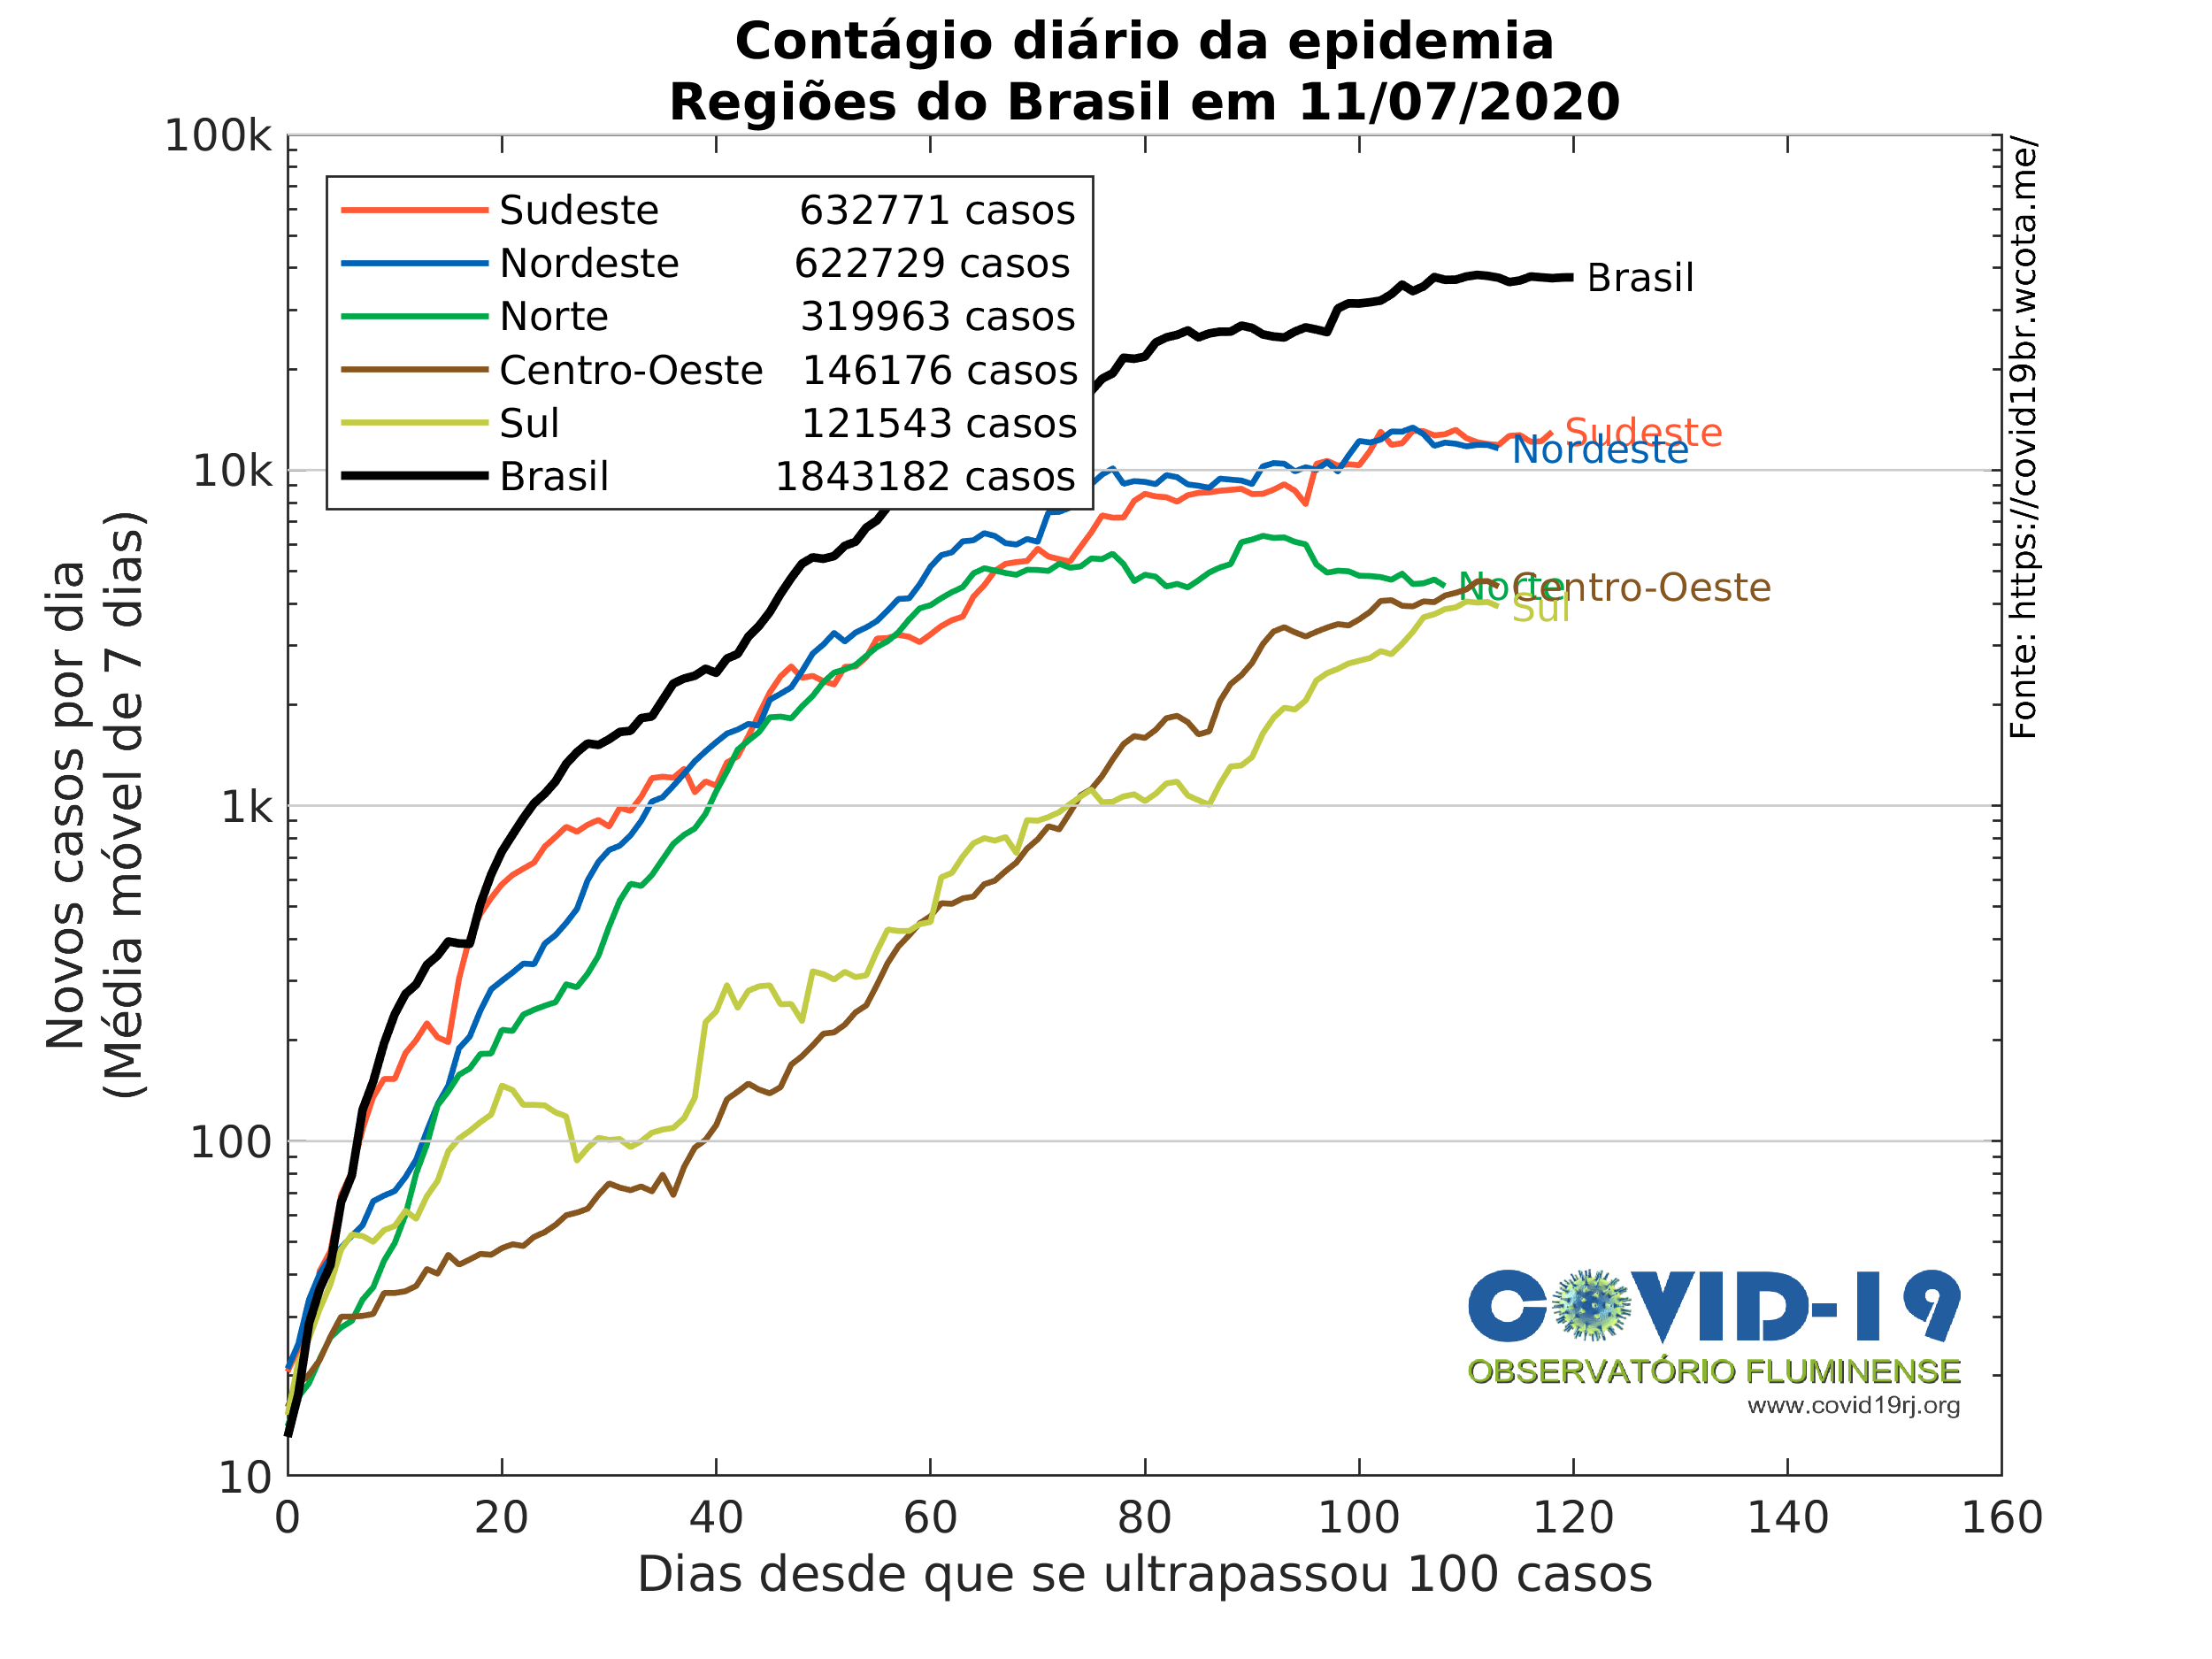 Contágio diário da epidemia
Regiões do Brasil em 11/07/2020
Novos casos por dia
(Média móvel de 7 dias)
100k
10k
1k
100
10
Sudeste 632771 casos
Nordeste 622729 casos
Norte 319963 casos
Centro-Oeste 146176 casos
Sul 121543 casos
Brasil 1843182 casos
Brasil
Sudeste
Nordeste
Norte
Centro-Oeste
Sul
Fonte: https://covid19br.wcota.me/
COVID-19
OBSERVATÓRIO FLUMINENSE
www.covid19rj.org
0 20 40 60 80 100 120 140 160
Dias desde que se ultrapassou 100 casos